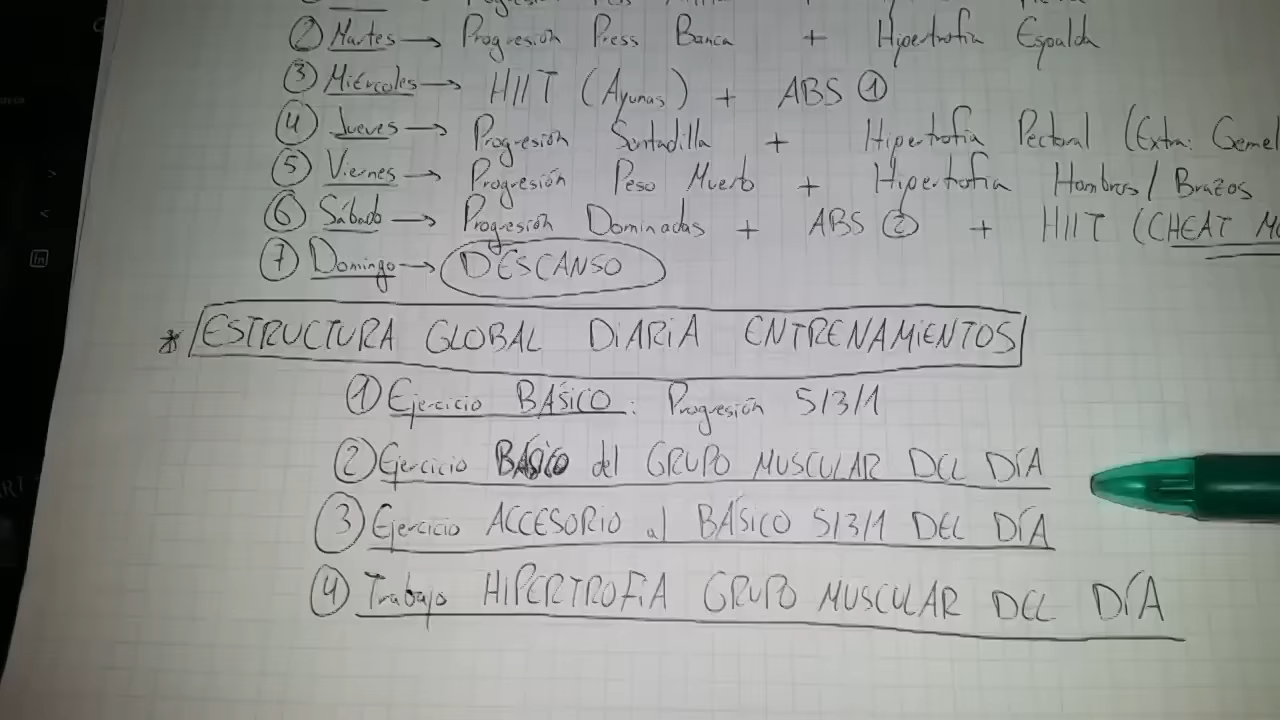 ② Martes → Progresión Press Banca + Hipertrofia Espalda
③ Miércoles → HIIT (Ayunas) + ABS ①
④ Jueves → Progresión Sentadilla + Hipertrofia Pectoral (Extra: Gemel
⑤ Viernes → Progresión Peso Muerto + Hipertrofia Hombros/Brazos
⑥ Sábado → Progresión Dominadas + ABS ② + HIIT (CHEAT M
⑦ Domingo → DESCANSO
* ESTRUCTURA GLOBAL DIARIA ENTRENAMIENTOS
① Ejercicio BÁSICO: Progresión 5/3/1
② Ejercicio BÁSICO del GRUPO MUSCULAR DEL DÍA
③ Ejercicio ACCESORIO al BÁSICO 5/3/1 DEL DÍA
④ Trabajo HIPERTROFIA GRUPO MUSCULAR DEL DÍA